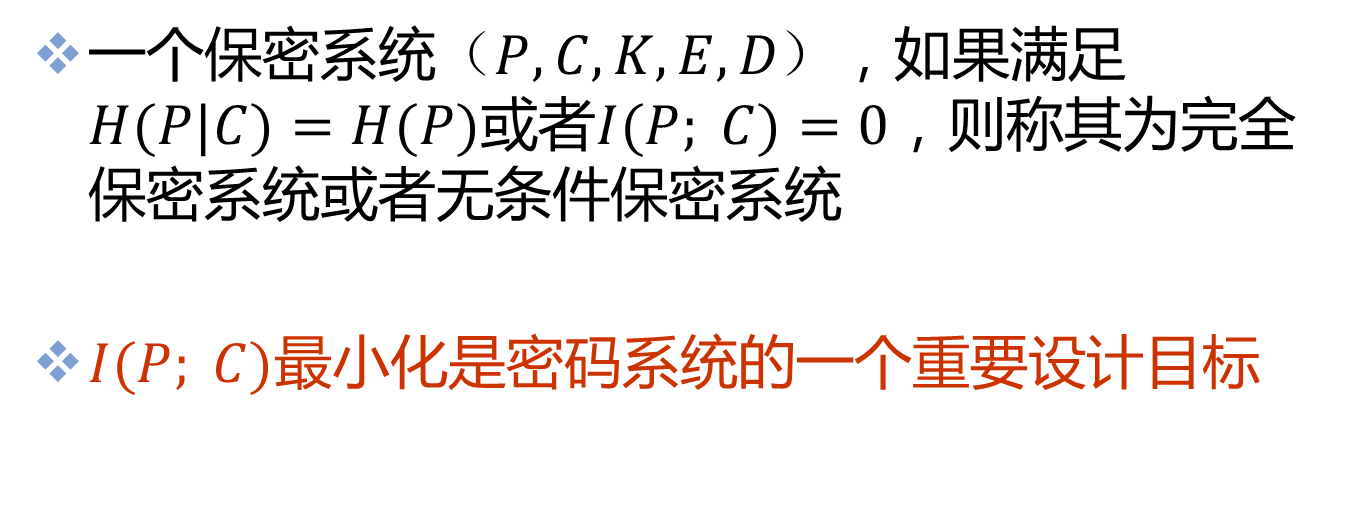 ❖一个保密系统（P,C,K,E,D），如果满足
H(P|C) = H(P)或者I(P; C) = 0，则称其为完全
保密系统或者无条件保密系统
❖I(P; C)最小化是密码系统的一个重要设计目标